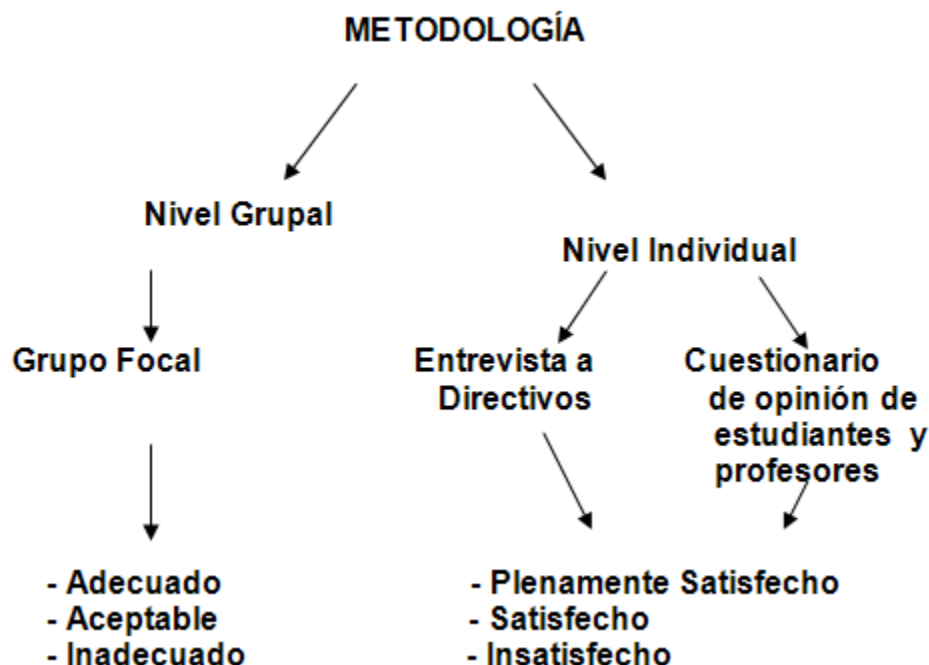 METODOLOGÍA
Nivel Grupal
Nivel Individual
Grupo Focal
Entrevista a
Directivos
Cuestionario
de opinión de
estudiantes y
profesores
- Adecuado
- Aceptable
- Inadecuado
- Plenamente Satisfecho
- Satisfecho
- Insatisfecho